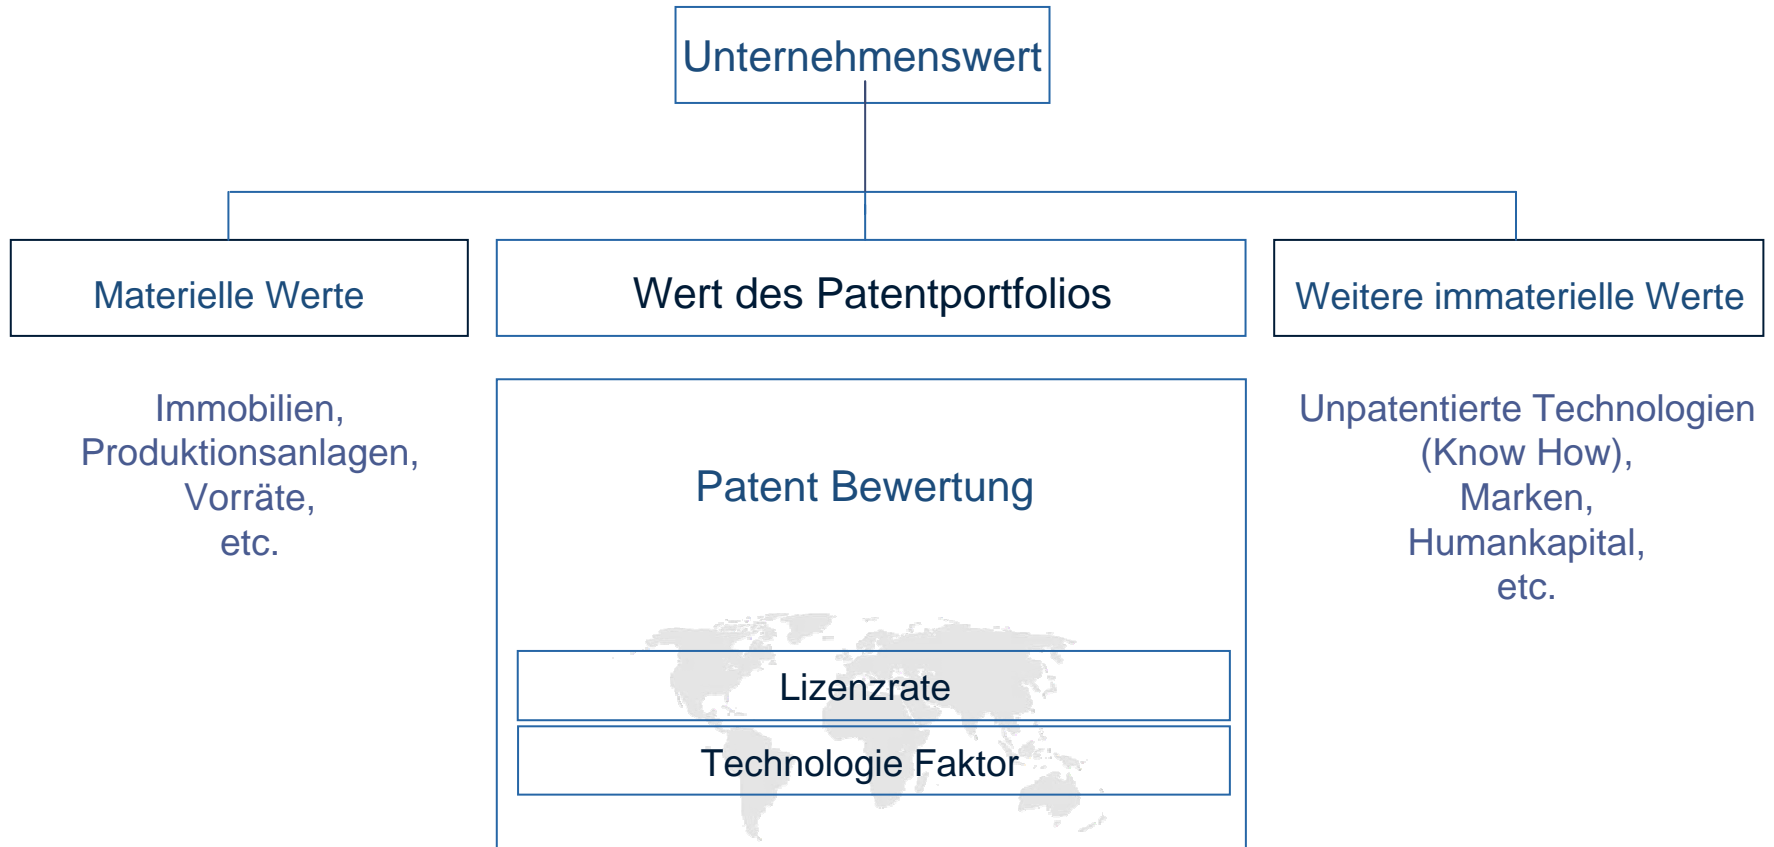 Unternehmenswert
Materielle Werte
Wert des Patentportfolios
Weitere immaterielle Werte
Immobilien,
Produktionsanlagen,
Vorräte,
etc.
Patent Bewertung
Lizenzrate
Technologie Faktor
Unpatentierte Technologien
(Know How),
Marken,
Humankapital,
etc.